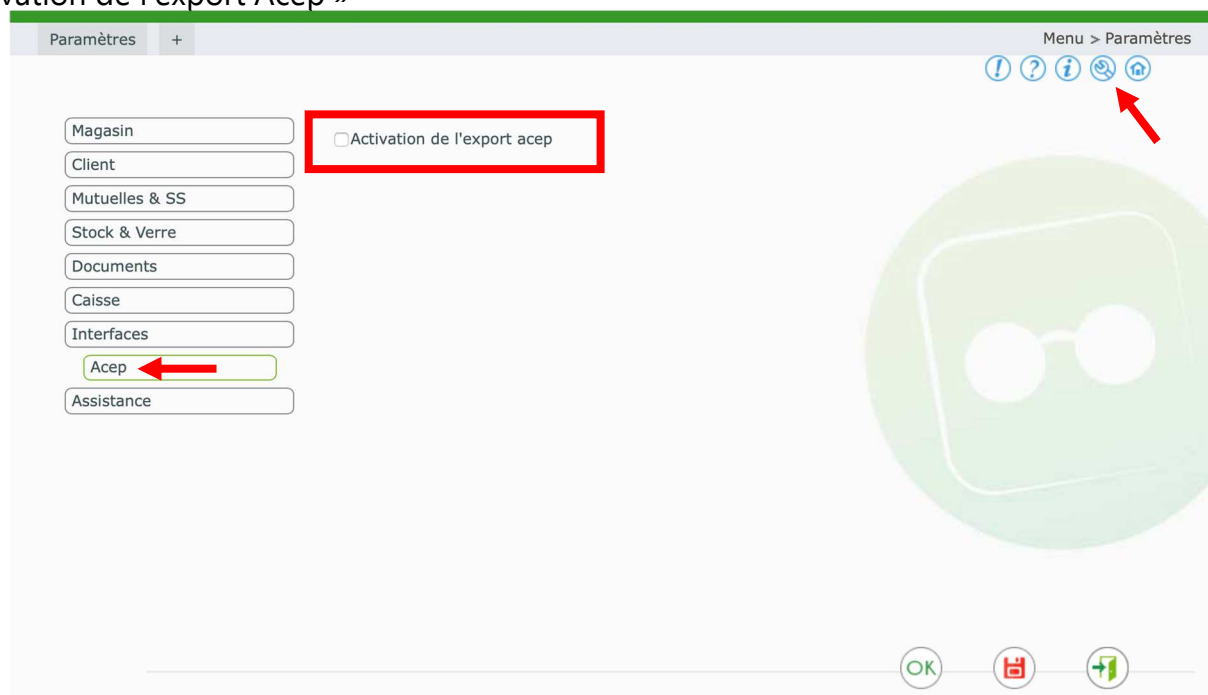 vation de l'export Acep »
Paramètres + Menu > Paramètres
! ? i
Magasin
Activation de l'export acep
Client
Mutuelles & SS
Stock & Verre
Documents
Caisse
Interfaces
Acep
Assistance
OK